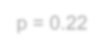 p = 0.22